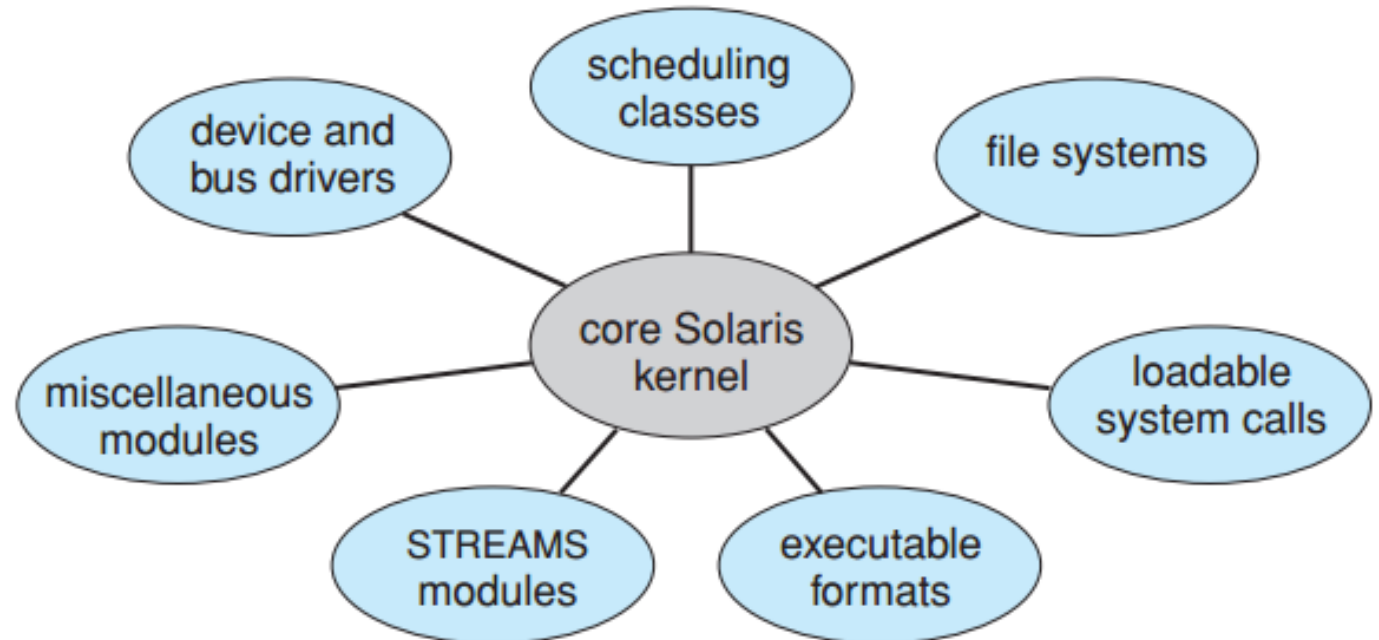 scheduling
classes
device and
bus drivers
file systems
core Solaris
kernel
miscellaneous
modules
loadable
system calls
STREAMS
modules
executable
formats